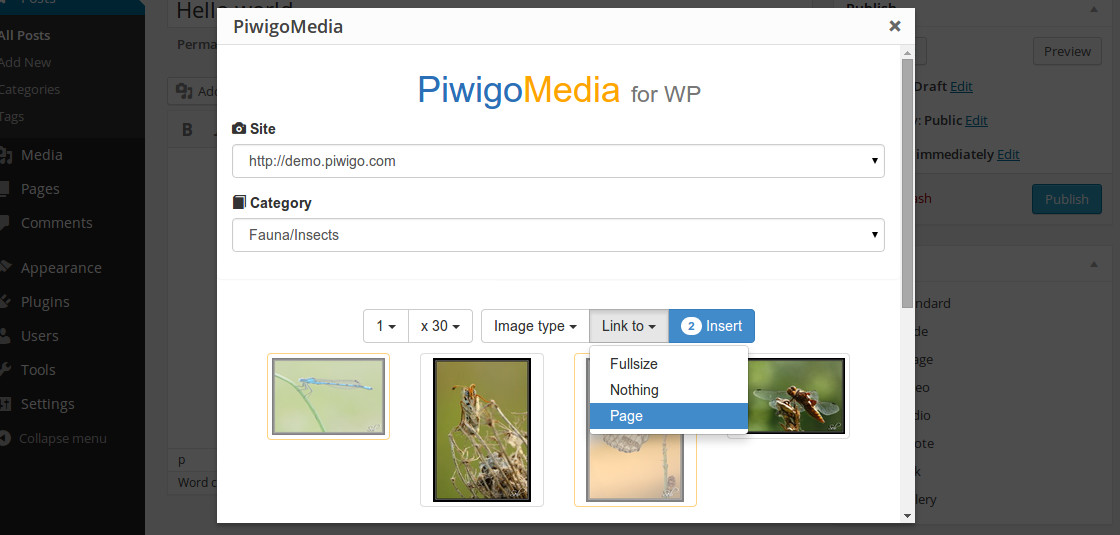 Posts
All Posts
Add New
Categories
Tags
Media
Pages
Comments
Appearance
Plugins
Users
Tools
Settings
Collapse menu
Hello world
Perma
Add
B
p
Word c
PiwigoMedia
×
PiwigoMedia for WP
Site
http://demo.piwigo.com
Category
Fauna/Insects
1
x 30
Image type
Link to
2 Insert
Fullsize
Nothing
Page
Publish
Preview
Draft Edit
: Public Edit
immediately Edit
ash
Publish
ndard
de
age
eo
dio
ote
k
lery